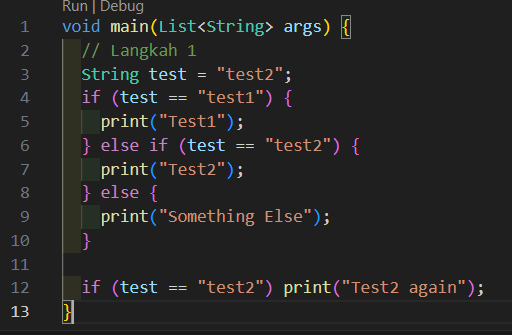 Run | Debug
1 void main(List<String> args) {
2 // Langkah 1
3 String test = "test2";
4 if (test == "test1") {
5 print("Test1");
6 } else if (test == "test2") {
7 print("Test2");
8 } else {
9 print("Something Else");
10 }
11
12 if (test == "test2") print("Test2 again");
13 }